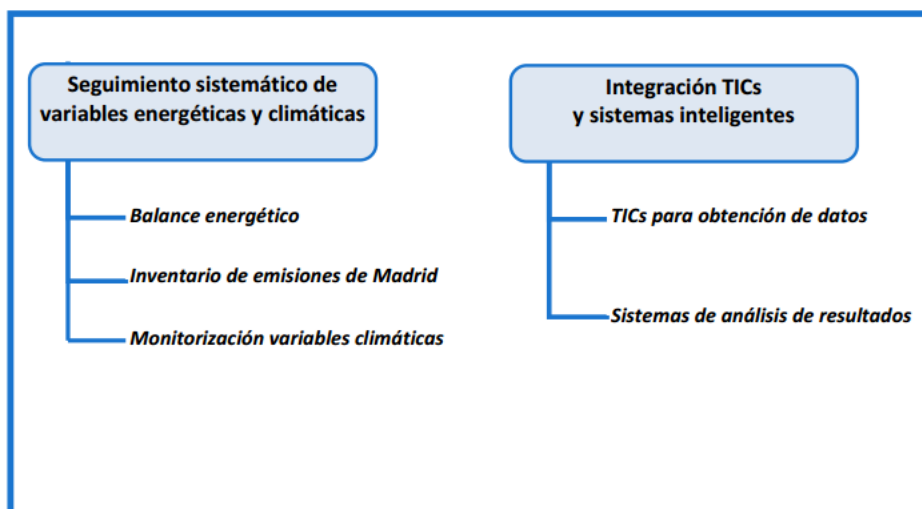 Seguimiento sistemático de
variables energéticas y climáticas
Balance energético
Inventario de emisiones de Madrid
Monitorización variables climáticas
Integración TICs
y sistemas inteligentes
TICs para obtención de datos
Sistemas de análisis de resultados